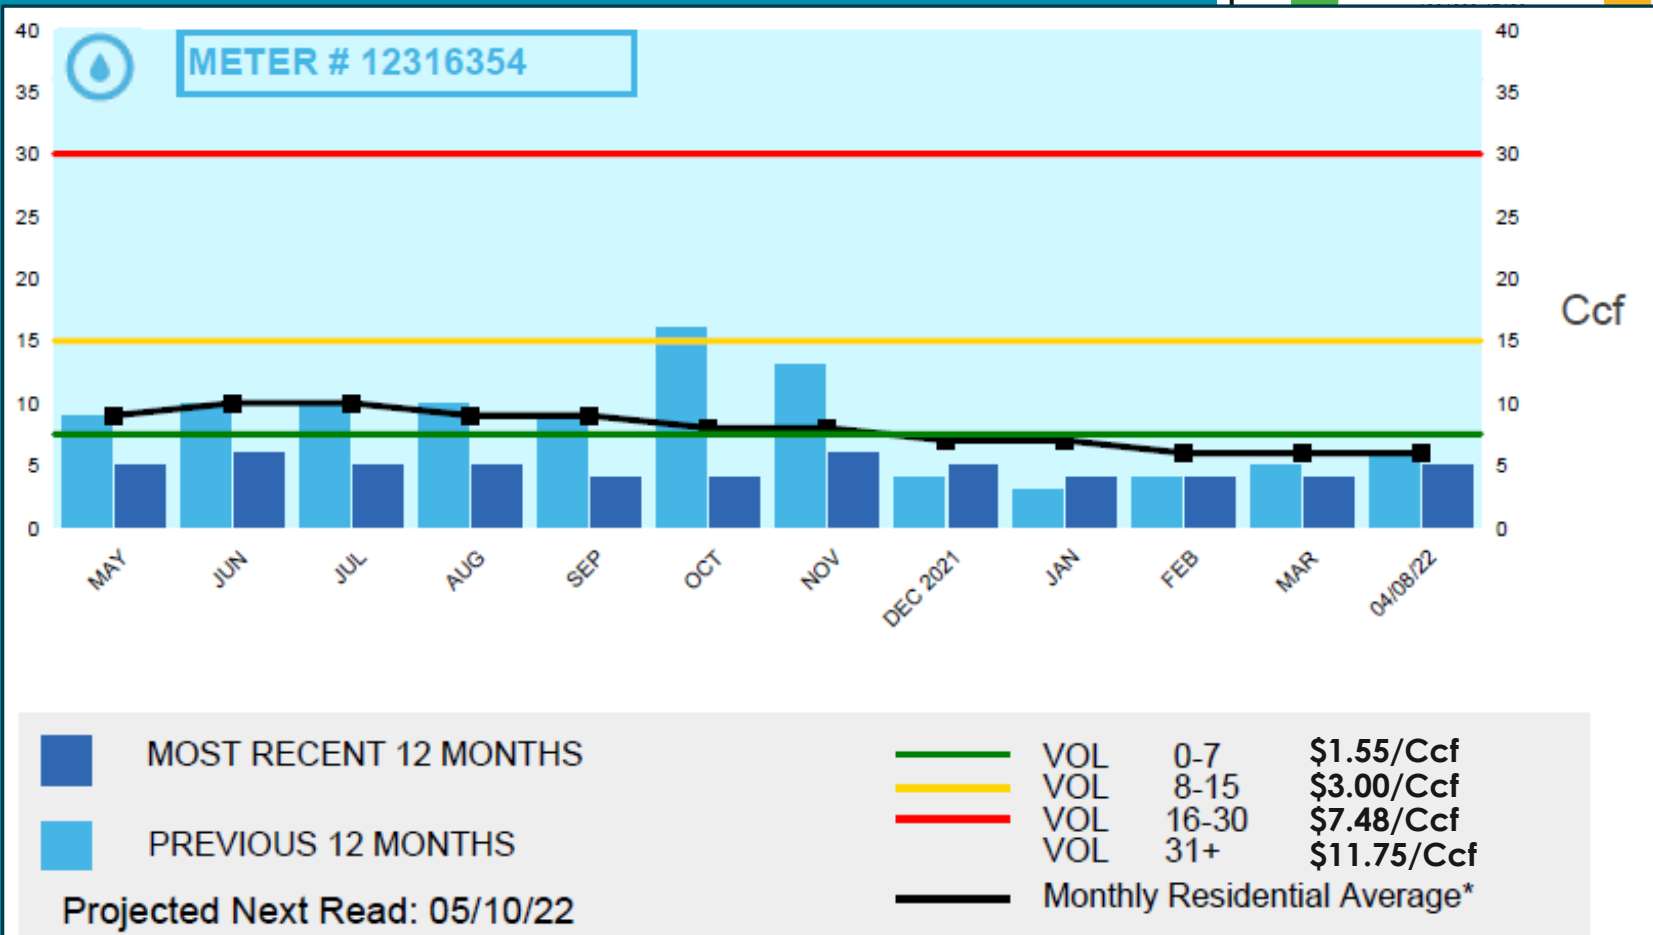 METER # 12316354
40
35
30
25
20
15
10
5
0
40
35
30
25
20
15
10
5
0
Ccf
MAY
JUN
JUL
AUG
SEP
OCT
NOV
DEC 2021
JAN
FEB
MAR
04/08/22
MOST RECENT 12 MONTHS
PREVIOUS 12 MONTHS
Projected Next Read: 05/10/22
VOL 0-7 $1.55/Ccf
VOL 8-15 $3.00/Ccf
VOL 16-30 $7.48/Ccf
VOL 31+ $11.75/Ccf
Monthly Residential Average*